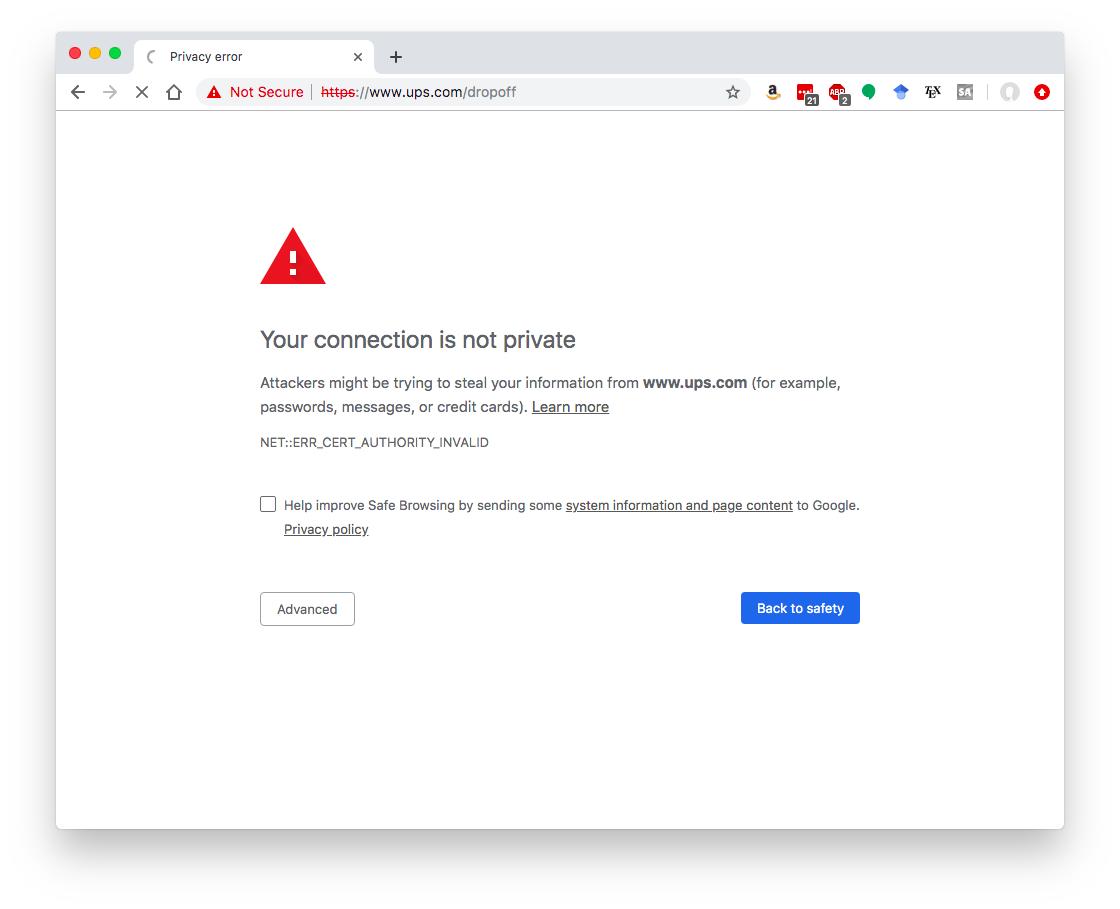 Privacy error
Not Secure | https://www.ups.com/dropoff
21
ABP
2
TEX
SA
Your connection is not private
Attackers might be trying to steal your information from www.ups.com (for example,
passwords, messages, or credit cards). Learn more
NET::ERR_CERT_AUTHORITY_INVALID
Help improve Safe Browsing by sending some system information and page content to Google.
Privacy policy
Advanced
Back to safety